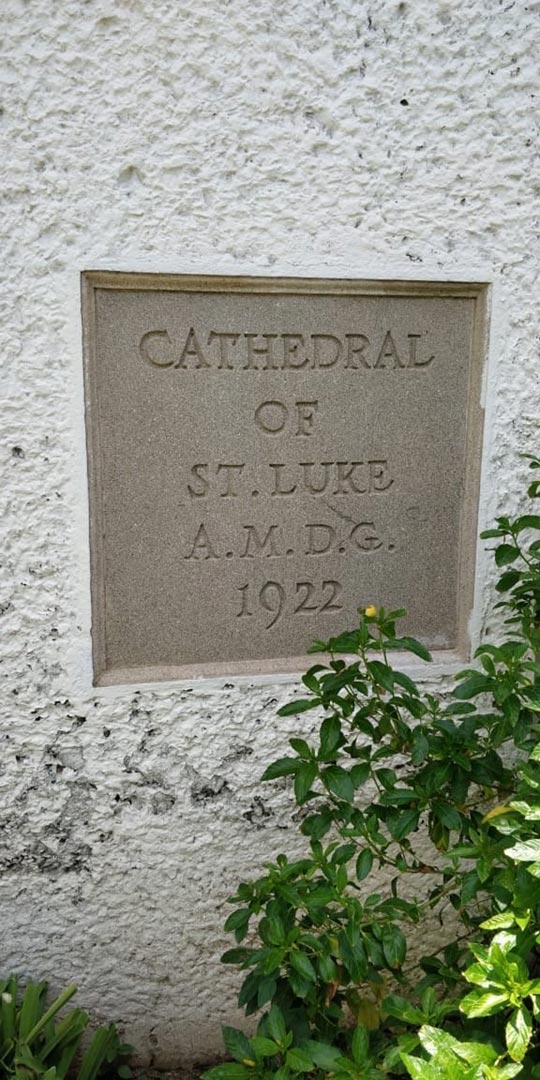 CATHEDRAL
OF
ST. LUKE
A.M.D.G.
1922